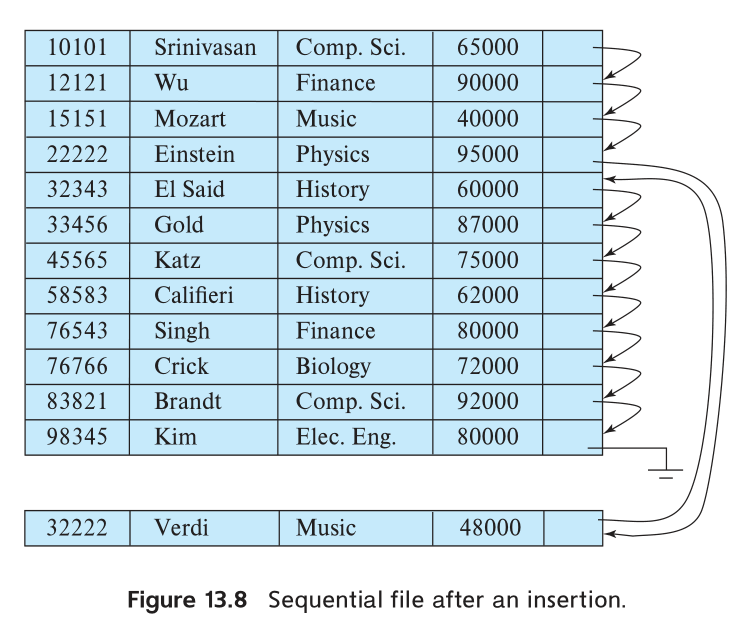 10101 Srinivasan Comp. Sci. 65000
12121 Wu Finance 90000
15151 Mozart Music 40000
22222 Einstein Physics 95000
32343 El Said History 60000
33456 Gold Physics 87000
45565 Katz Comp. Sci. 75000
58583 Califieri History 62000
76543 Singh Finance 80000
76766 Crick Biology 72000
83821 Brandt Comp. Sci. 92000
98345 Kim Elec. Eng. 80000
32222 Verdi Music 48000
Figure 13.8 Sequential file after an insertion.